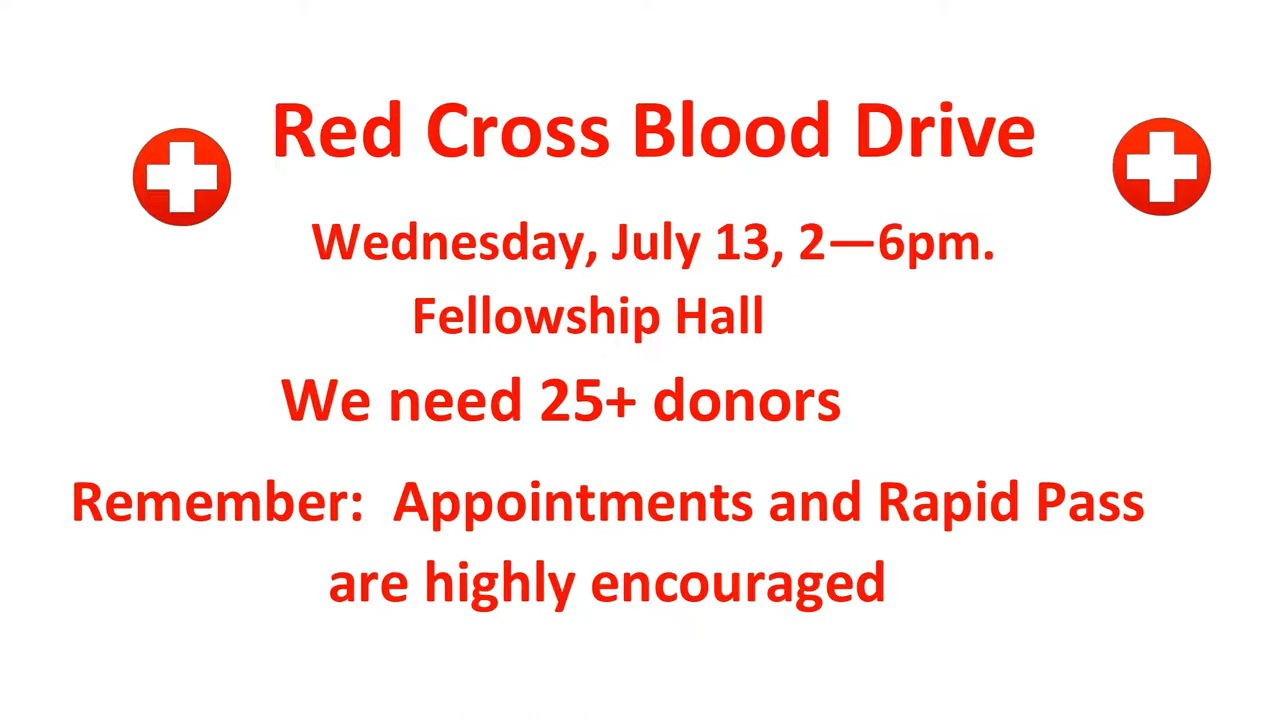 Red Cross Blood Drive
Wednesday, July 13, 2—6pm.
Fellowship Hall
We need 25+ donors
Remember:  Appointments and Rapid Pass
are highly encouraged